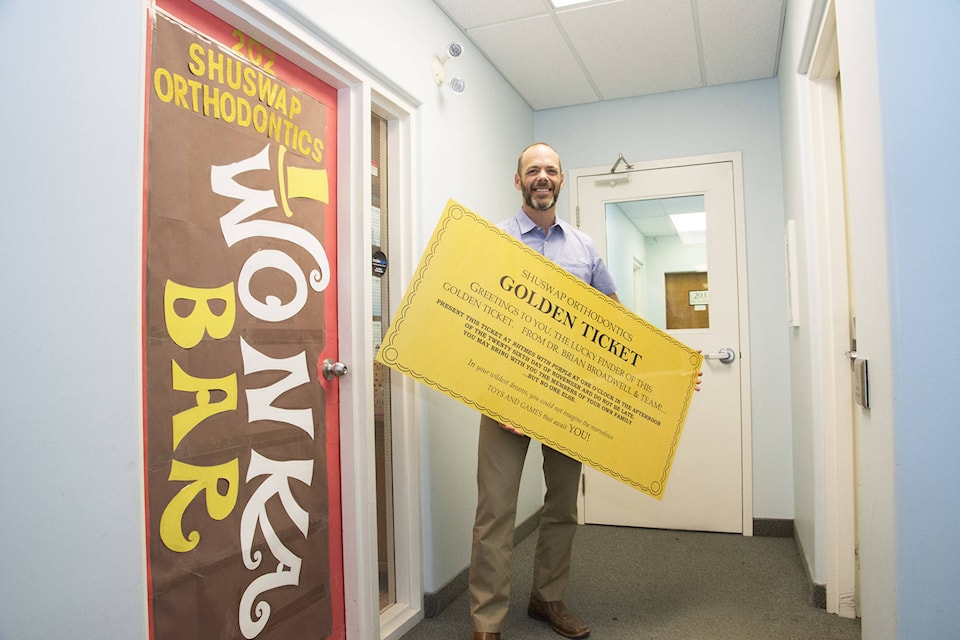 202
SHUSWAP
ORTHODONTICS
WONKA
BAR
SHUSWAP ORTHODONTICS
GOLDEN TICKET
GREETINGS TO YOU, THE LUCKY FINDER OF THIS
GOLDEN TICKET. FROM DR. BRIAN BROADWELL & TEAM!...
PRESENT THIS TICKET AT RHYMES WITH PURPLE AT ONE O'CLOCK IN THE AFTERNOON
OF THE TWENTY SIXTH DAY OF NOVEMBER AND DO NOT BE LATE.
YOU MAY BRING WITH YOU THE MEMBERS OF YOUR OWN FAMILY
...BUT NO ONE ELSE.
In your wildest dreams, you could not imagine the marvelous
TOYS AND GAMES that await YOU!
203